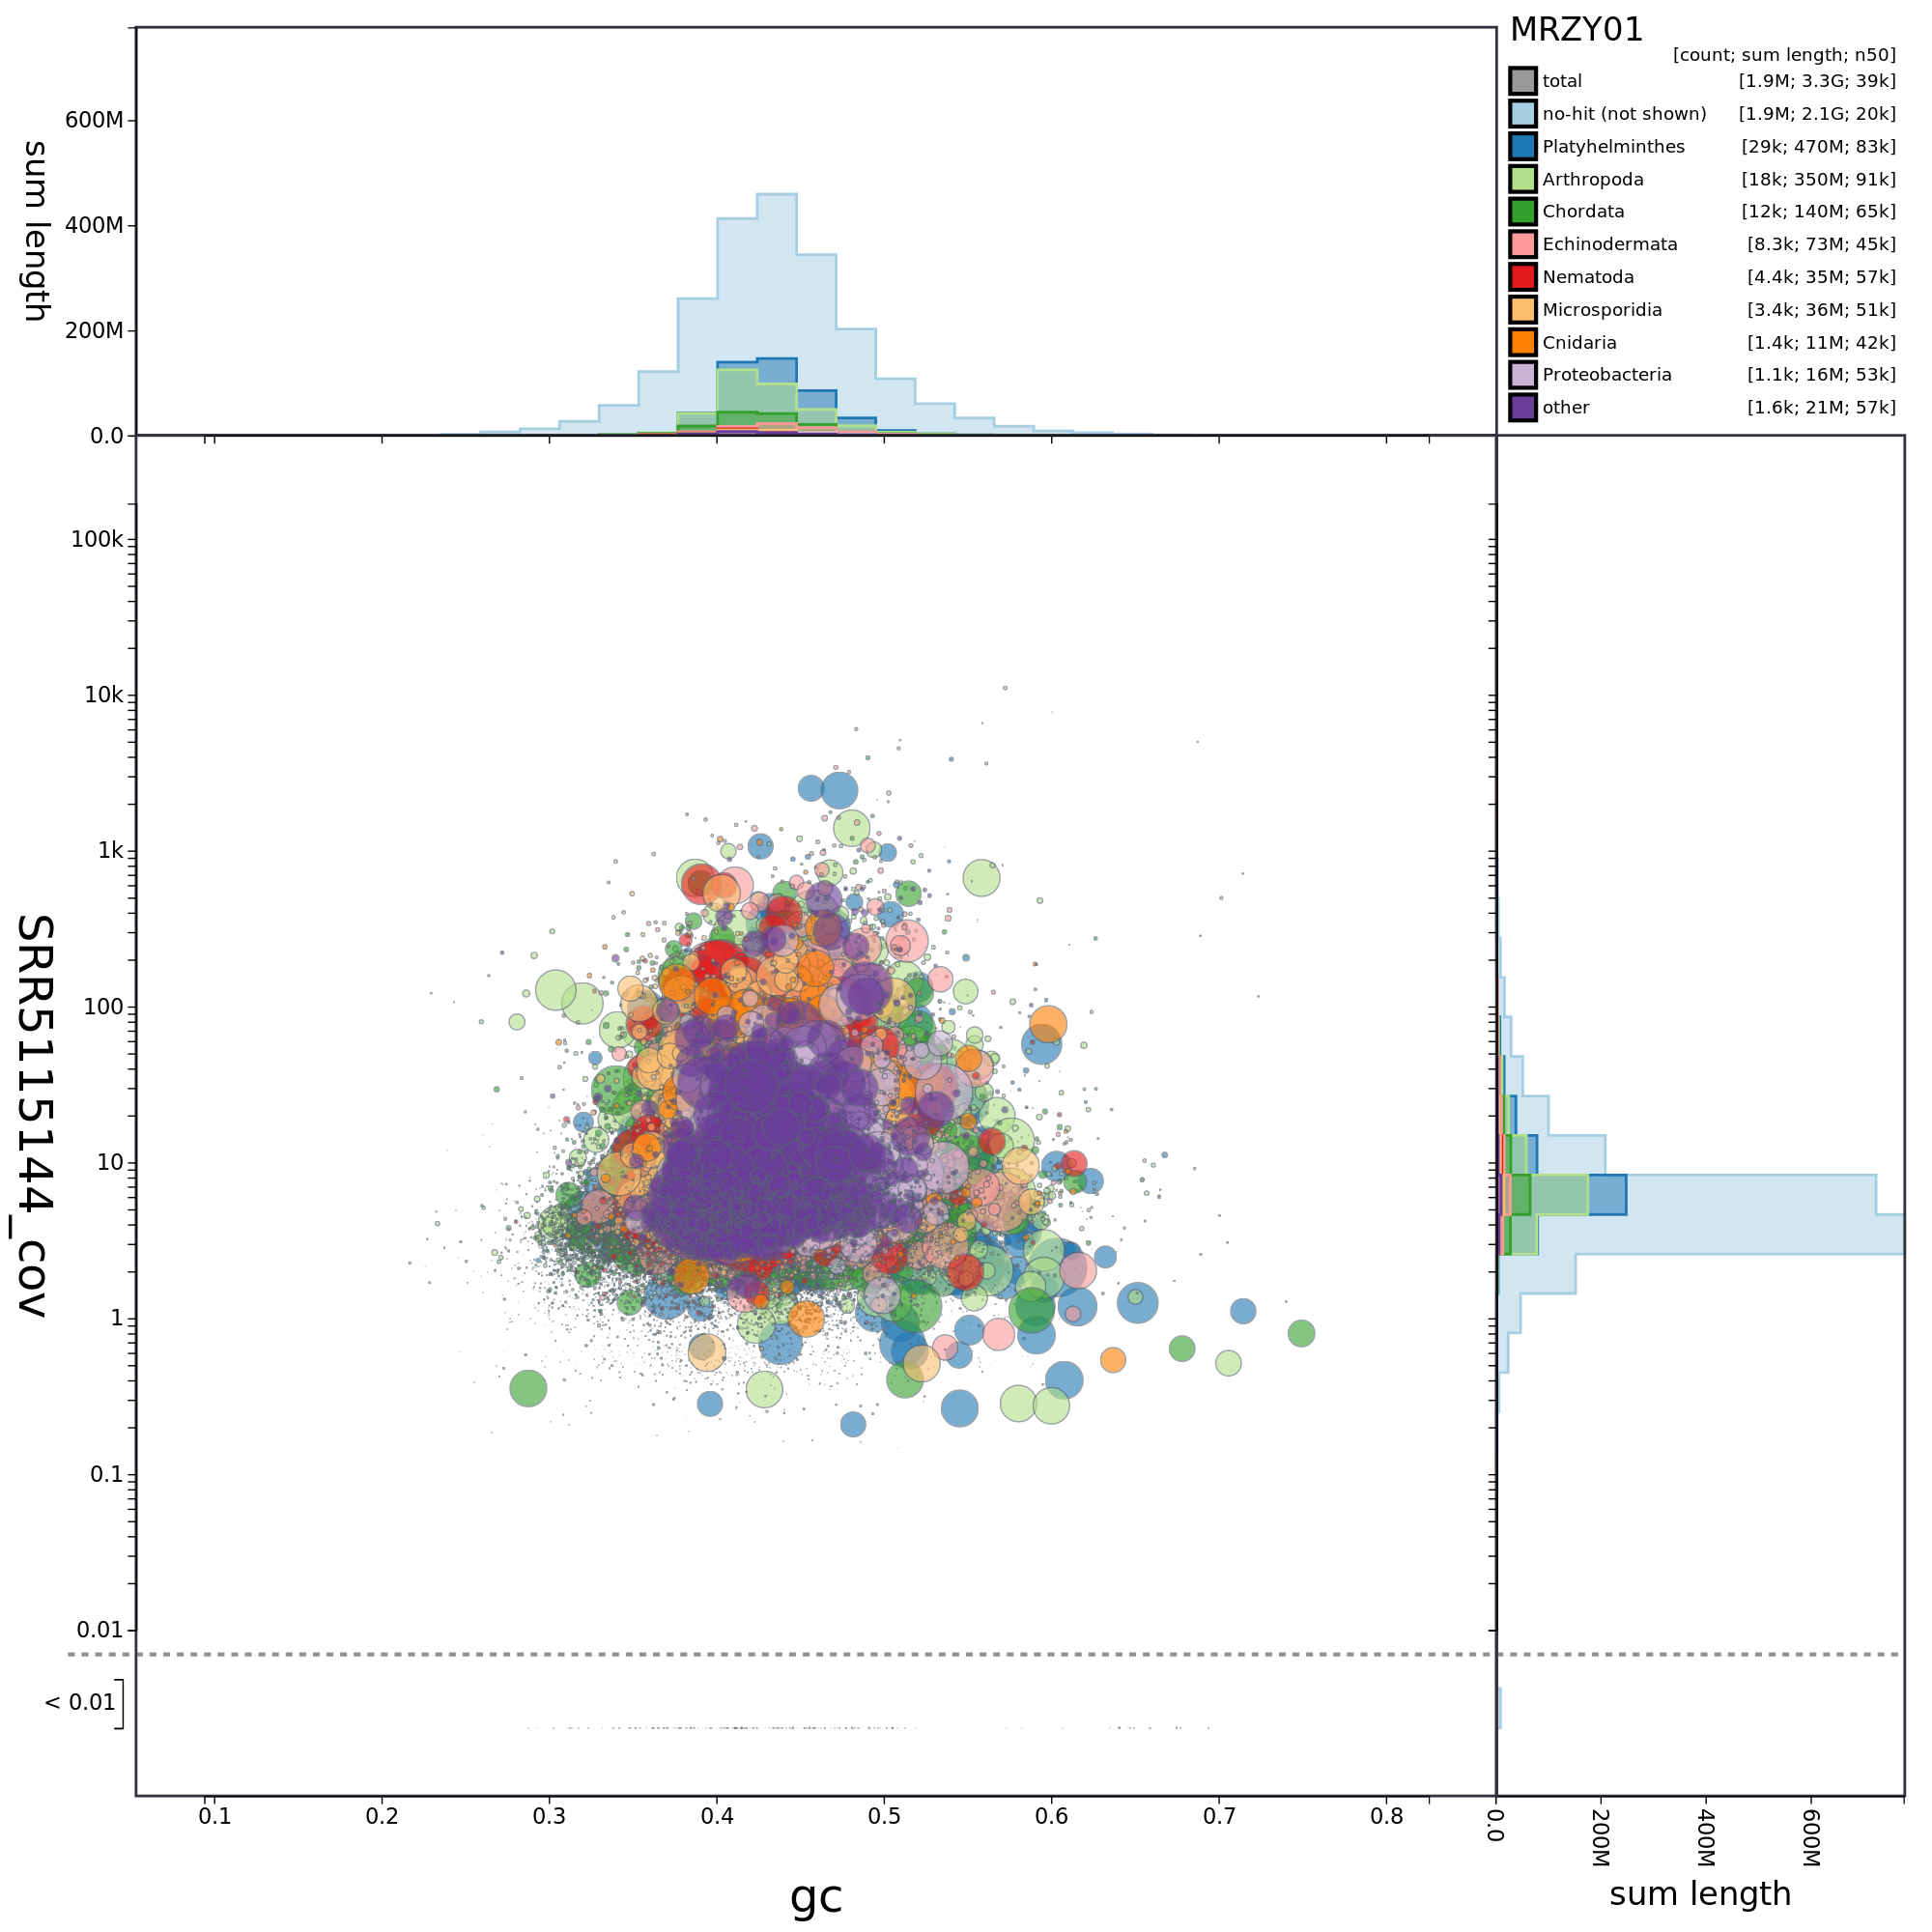 MRZY01
[count; sum length; n50]
total [1.9M; 3.3G; 39k]
no-hit (not shown) [1.9M; 2.1G; 20k]
Platyhelminthes [29k; 470M; 83k]
Arthropoda [18k; 350M; 91k]
Chordata [12k; 140M; 65k]
Echinodermata [8.3k; 73M; 45k]
Nematoda [4.4k; 35M; 57k]
Microsporidia [3.4k; 36M; 51k]
Cnidaria [1.4k; 11M; 42k]
Proteobacteria [1.1k; 16M; 53k]
other [1.6k; 21M; 57k]
sum length
600M
400M
200M
0.0
SRR5115144_cov
100k
10k
1k
100
10
1
0.1
0.01
< 0.01
0.1 0.2 0.3 0.4 0.5 0.6 0.7 0.8
gc
0.0 200M 400M 600M
sum length